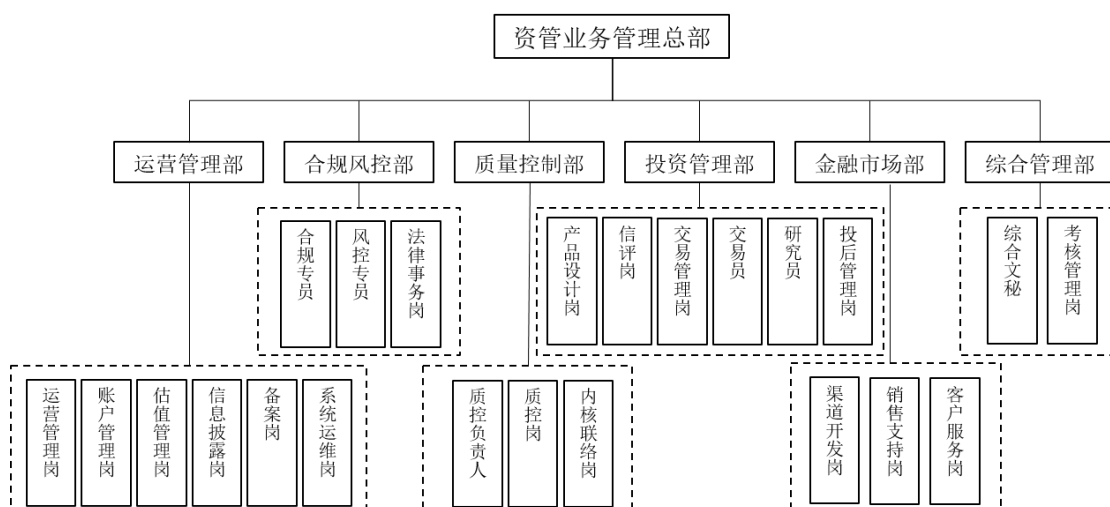 资管业务管理总部
运营管理部
合规风控部
质量控制部
投资管理部
金融市场部
综合管理部
合规专员
风控专员
法律事务岗
产品设计岗
信评岗
交易管理岗
交易员
研究员
投后管理岗
综合文秘
考核管理岗
运营管理岗
账户管理岗
估值管理岗
信息披露岗
备案岗
系统运维岗
质控负责人
质控岗
内核联络岗
渠道开发岗
销售支持岗
客户服务岗